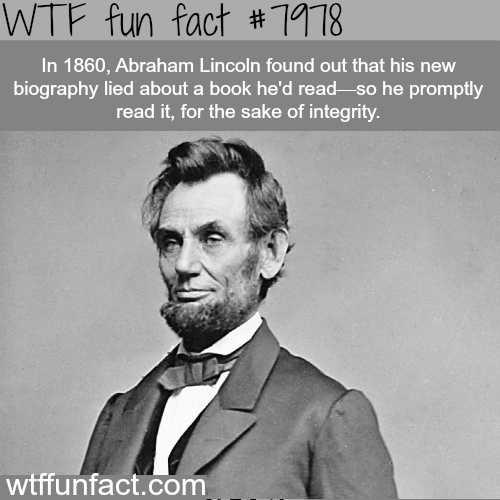 WTF fun fact #7978
In 1860, Abraham Lincoln found out that his new
biography lied about a book he'd read—so he promptly
read it, for the sake of integrity.
wtffunfact.com